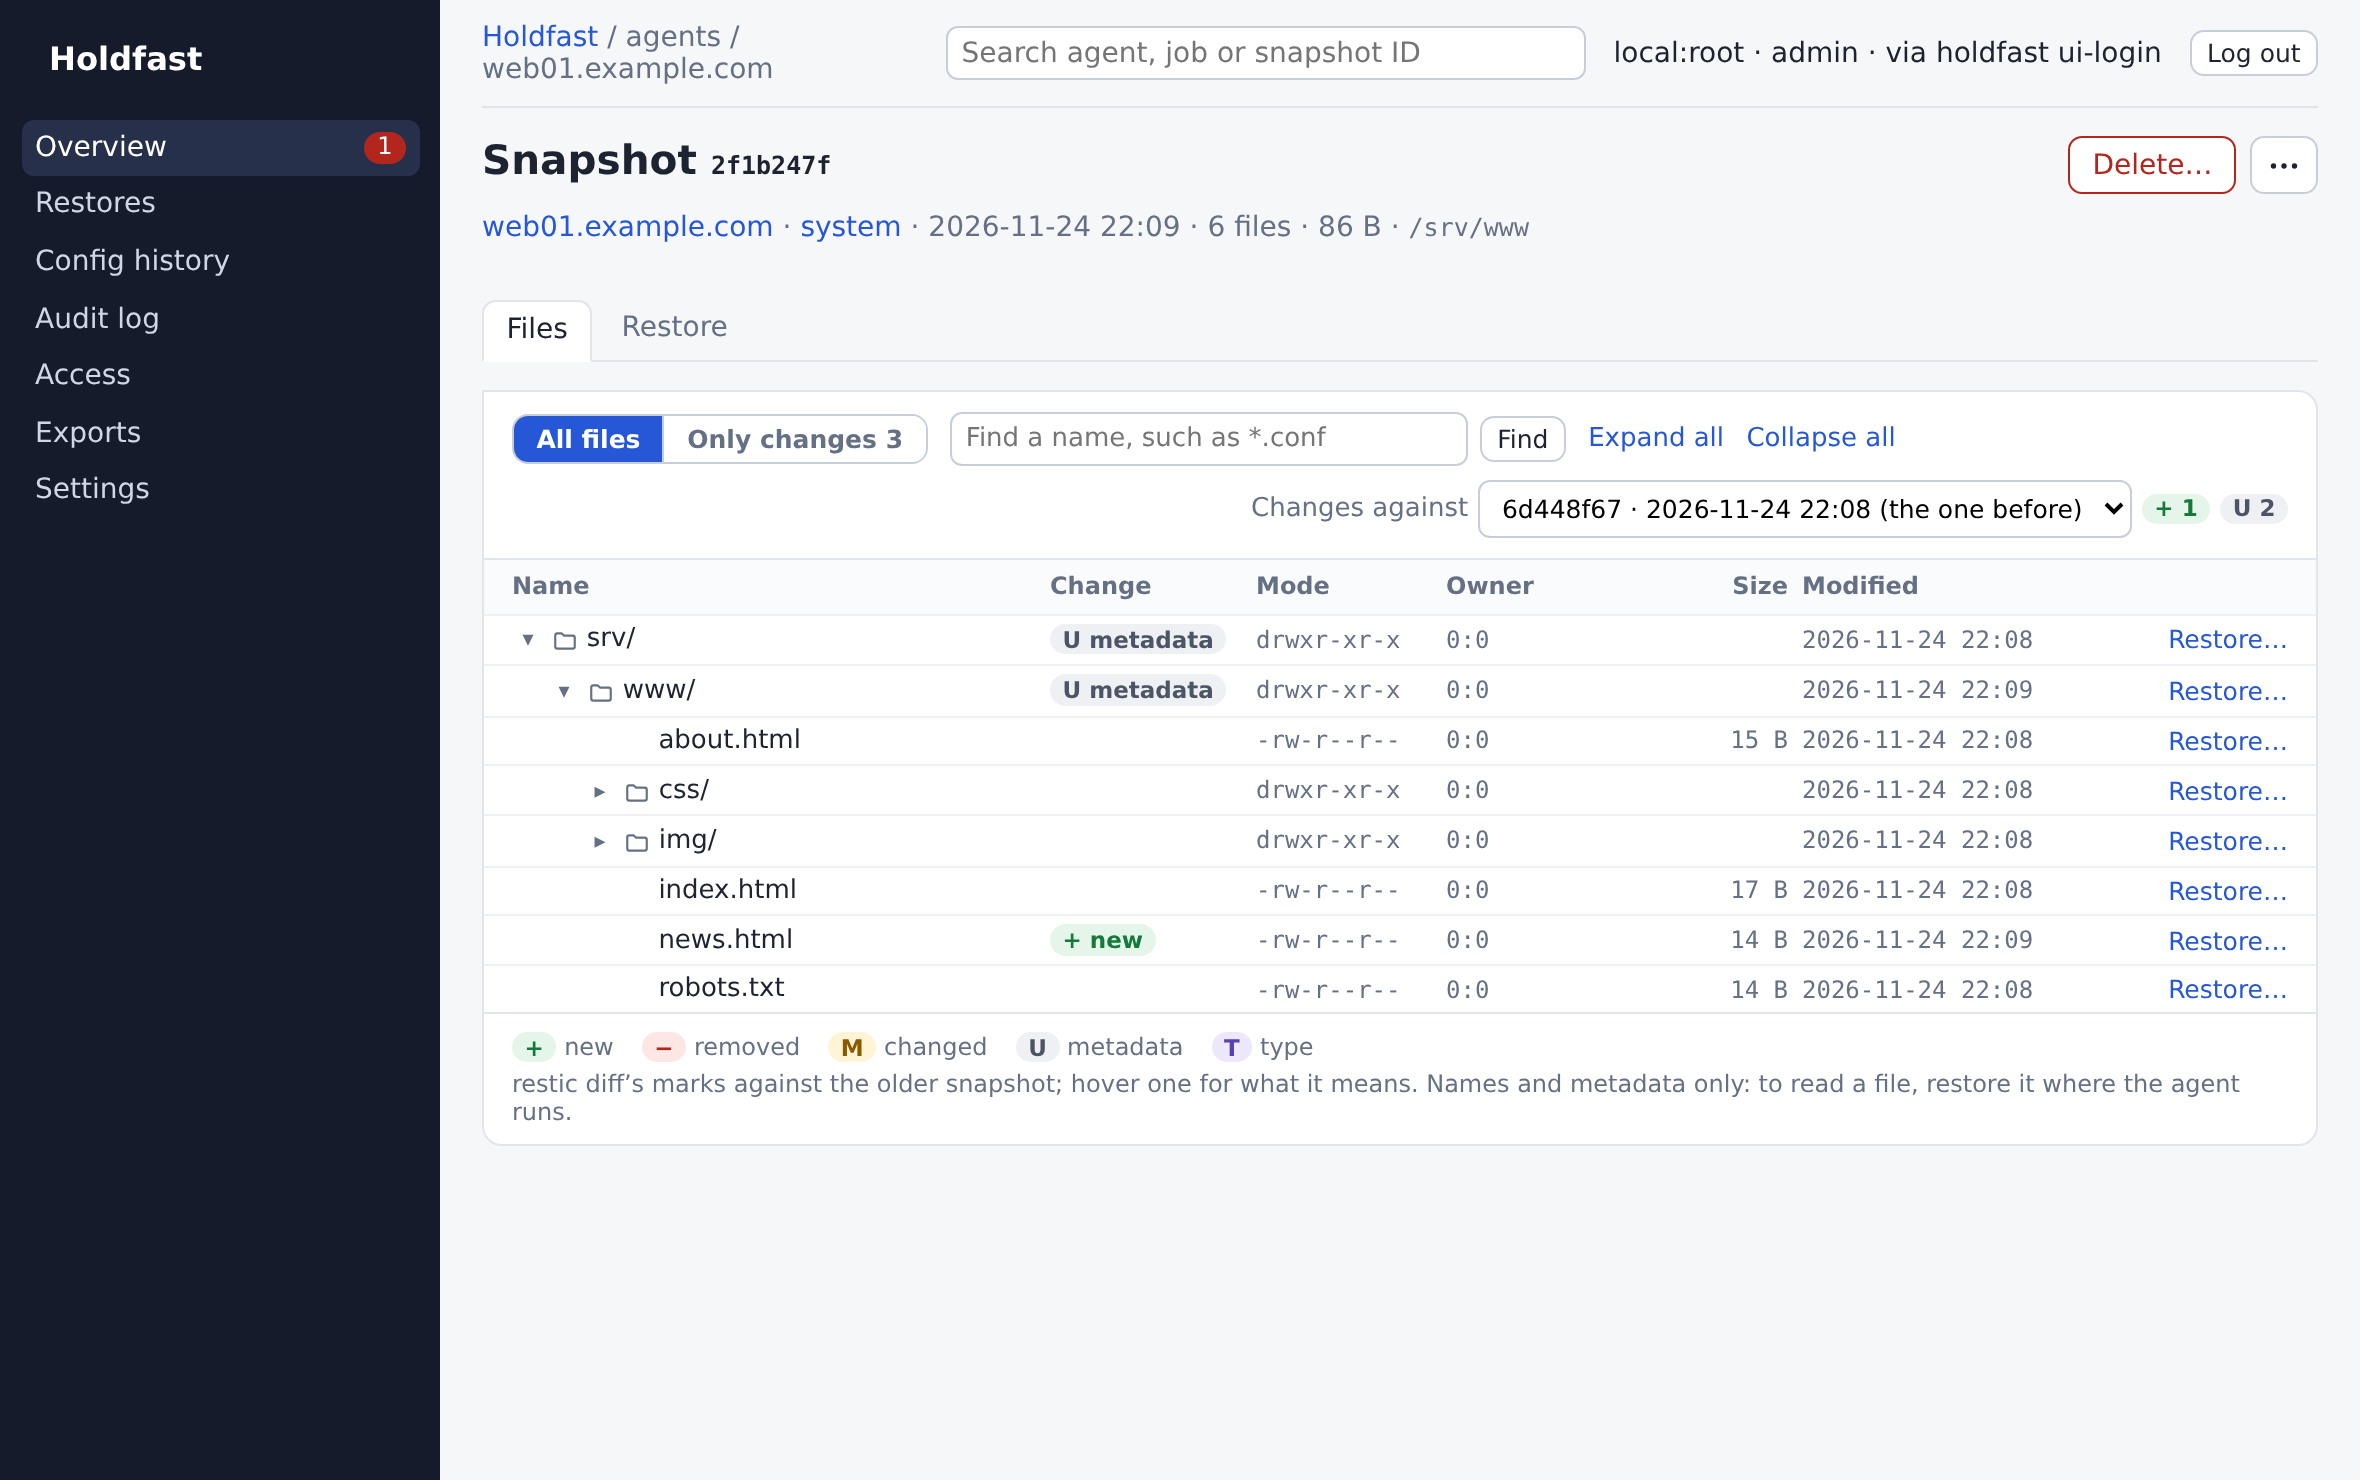 Holdfast
Overview 1
Restores
Config history
Audit log
Access
Exports
Settings
Holdfast / agents /
web01.example.com
Search agent, job or snapshot ID
local:root · admin · via holdfast ui-login
Log out
Snapshot 2f1b247f
Delete…
···
web01.example.com · system · 2026-11-24 22:09 · 6 files · 86 B · /srv/www
Files Restore
All files Only changes 3 Find a name, such as *.conf Find Expand all Collapse all
Changes against 6d448f67 · 2026-11-24 22:08 (the one before) + 1 U 2
Name Change Mode Owner Size Modified
srv/ U metadata drwxr-xr-x 0:0 2026-11-24 22:08 Restore…
www/ U metadata drwxr-xr-x 0:0 2026-11-24 22:09 Restore…
about.html -rw-r--r-- 0:0 15 B 2026-11-24 22:08 Restore…
css/ drwxr-xr-x 0:0 2026-11-24 22:08 Restore…
img/ drwxr-xr-x 0:0 2026-11-24 22:08 Restore…
index.html -rw-r--r-- 0:0 17 B 2026-11-24 22:08 Restore…
news.html + new -rw-r--r-- 0:0 14 B 2026-11-24 22:09 Restore…
robots.txt -rw-r--r-- 0:0 14 B 2026-11-24 22:08 Restore…
+ new − removed M changed U metadata T type
restic diff’s marks against the older snapshot; hover one for what it means. Names and metadata only: to read a file, restore it where the agent
runs.